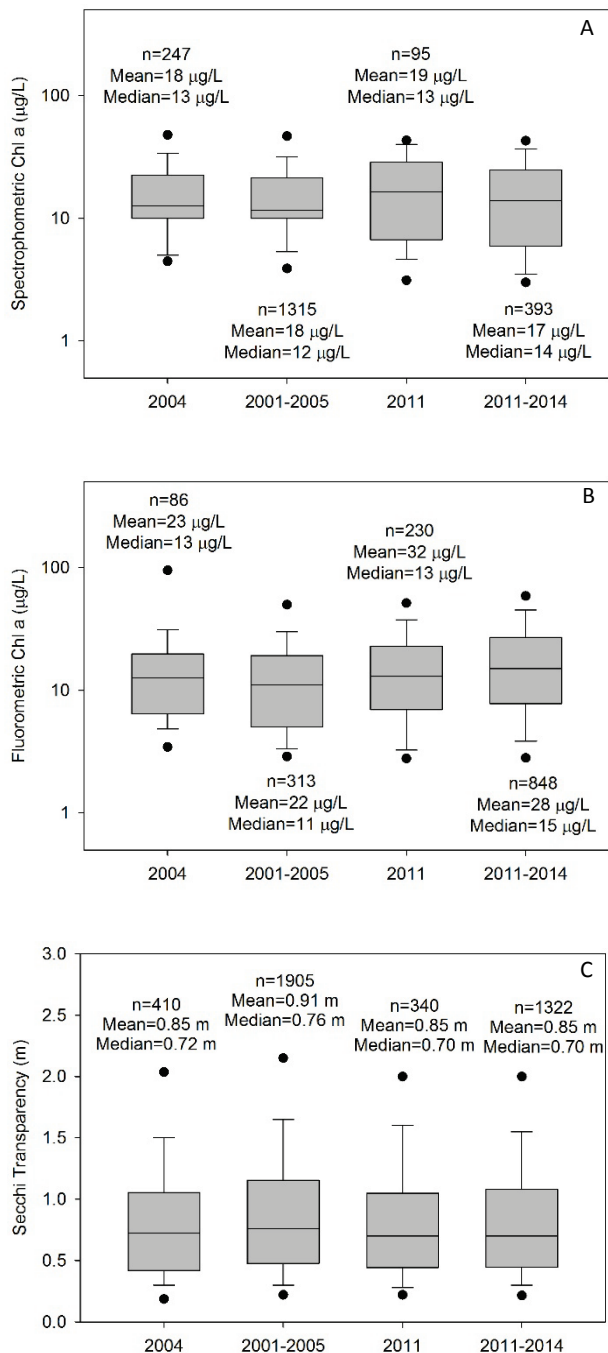 A
n=247
Mean=18 μg/L
Median=13 μg/L
n=95
Mean=19 μg/L
Median=13 μg/L
Spectrophometric Chl a (μg/L)
100
10
1
n=1315
Mean=18 μg/L
Median=12 μg/L
n=393
Mean=17 μg/L
Median=14 μg/L
2004
2001-2005
2011
2011-2014
B
n=86
Mean=23 μg/L
Median=13 μg/L
n=230
Mean=32 μg/L
Median=13 μg/L
Fluorometric Chl a (μg/L)
100
10
1
n=313
Mean=22 μg/L
Median=11 μg/L
n=848
Mean=28 μg/L
Median=15 μg/L
2004
2001-2005
2011
2011-2014
C
n=410
Mean=0.85 m
Median=0.72 m
n=1905
Mean=0.91 m
Median=0.76 m
n=340
Mean=0.85 m
Median=0.70 m
n=1322
Mean=0.85 m
Median=0.70 m
Secchi Transparency (m)
3.0
2.5
2.0
1.5
1.0
0.5
0.0
2004
2001-2005
2011
2011-2014